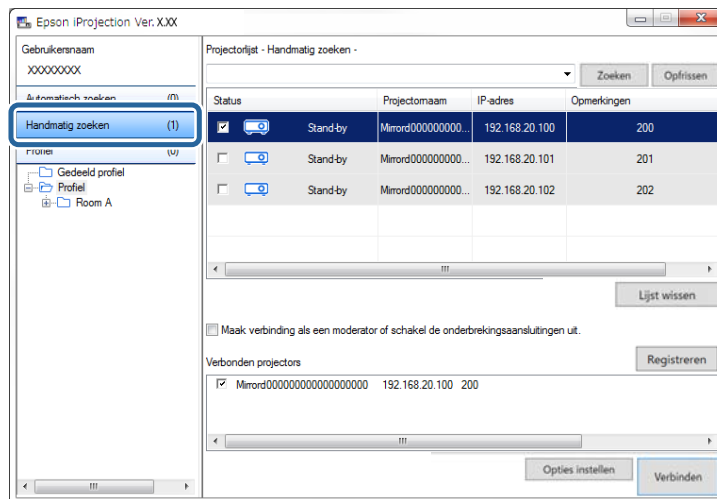 Epson iProjection Ver. X.XX
Gebruikersnaam
XXXXXXXX
Automatisch zoeken (0)
Handmatig zoeken (1)
Profiel (0)
Gedeeld profiel
Profiel
Room A
Projectorlijst - Handmatig zoeken -
Zoeken Opfrissen
Status Projectornaam IP-adres Opmerkingen
Stand-by Mirrord000000000... 192.168.20.100 200
Stand-by Mirrord000000000... 192.168.20.101 201
Stand-by Mirrord000000000... 192.168.20.102 202
Lijst wissen
Maak verbinding als een moderator of schakel de onderbrekingsaansluitingen uit.
Verbonden projectors
Registreren
Mirrord000000000000000000 192.168.20.100 200
Opties instellen
Verbinden